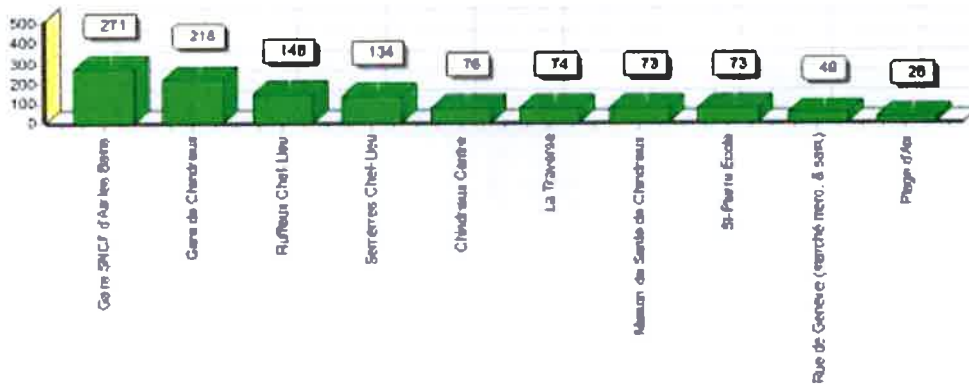 500
400
300
200
100
0
271
218
148
134
76
74
73
73
49
26
Gare SNCF d'Aix les Bains
Gare de Chindrieux
Ruffieux Chef-Lieu
Serrières Chef-Lieu
Chindrieux Centre
La Traverse
Maison de Santé de Chindrieux
St-Pierre Ecole
Rue de Genève (marché merc. & sam.)
Plage d'Aix